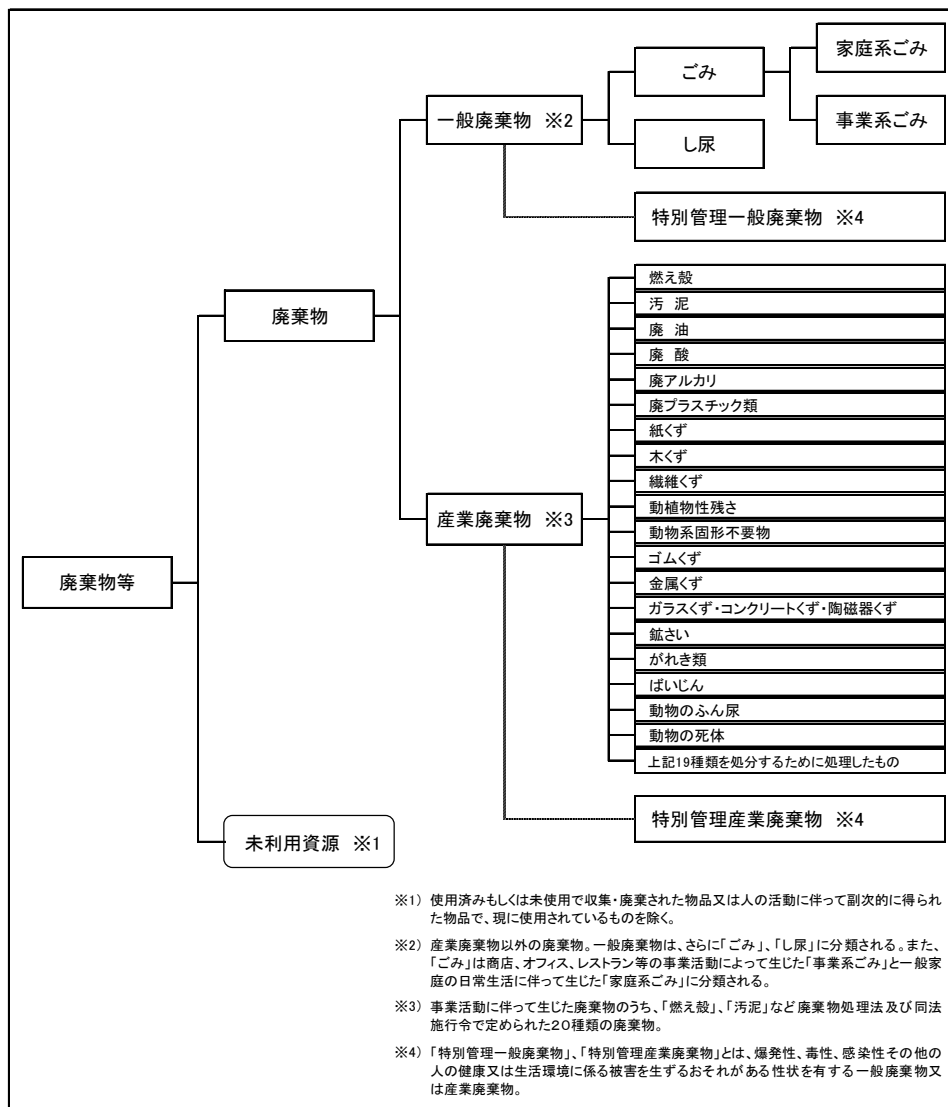 家庭系ごみ
ごみ
一般廃棄物 ※2
事業系ごみ
し尿
特別管理一般廃棄物 ※4
燃え殻
汚 泥
廃棄物
廃 油
廃 酸
廃アルカリ
廃プラスチック類
紙くず
木くず
繊維くず
動植物性残さ
産業廃棄物 ※3
動物系固形不要物
ゴムくず
廃棄物等
金属くず
ガラスくず・コンクリートくず・陶磁器くず
鉱さい
がれき類
ばいじん
動物のふん尿
動物の死体
上記19種類を処分するために処理したもの
特別管理産業廃棄物 ※4
未利用資源 ※1
※1) 使用済みもしくは未使用で収集・廃棄された物品又は人の活動に伴って副次的に得られ
た物品で、現に使用されているものを除く。
※2) 産業廃棄物以外の廃棄物。一般廃棄物は、さらに「ごみ」、「し尿」に分類される。また、
「ごみ」は商店、オフィス、レストラン等の事業活動によって生じた「事業系ごみ」と一般家
庭の日常生活に伴って生じた「家庭系ごみ」に分類される。
※3) 事業活動に伴って生じた廃棄物のうち、「燃え殻」、「汚泥」など廃棄物処理法及び同法
施行令で定められた20種類の廃棄物。
※4) 「特別管理一般廃棄物」、「特別管理産業廃棄物」とは、爆発性、毒性、感染性その他の
人の健康又は生活環境に係る被害を生ずるおそれがある性状を有する一般廃棄物又
は産業廃棄物。